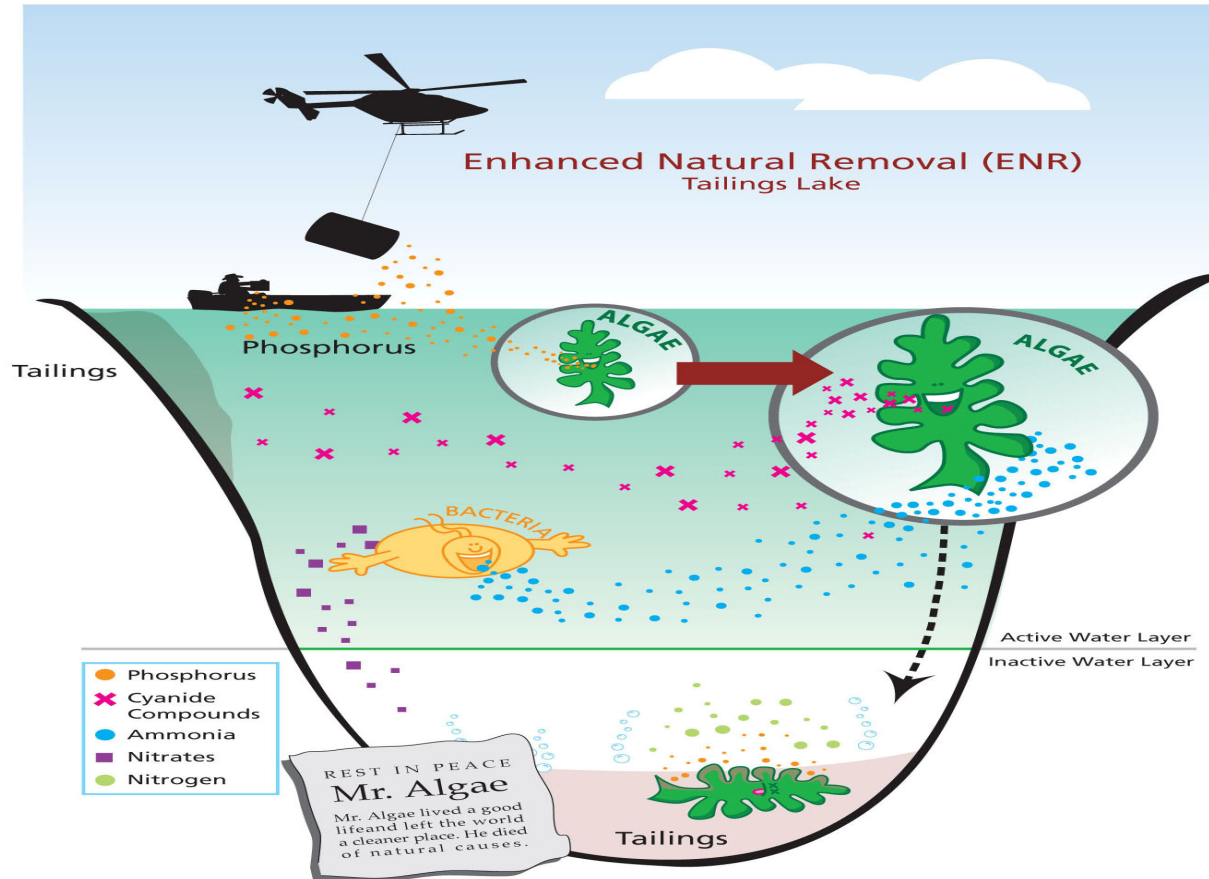 Enhanced Natural Removal (ENR)
Tailings Lake
Phosphorus
ALGAE
ALGAE
Tailings
BACTERIA
Active Water Layer
Inactive Water Layer
Phosphorus
Cyanide
Compounds
Ammonia
Nitrates
Nitrogen
REST IN PEACE
Mr. Algae
Mr. Algae lived a good
lifeand left the world
a cleaner place. He died
of natural causes.
Tailings